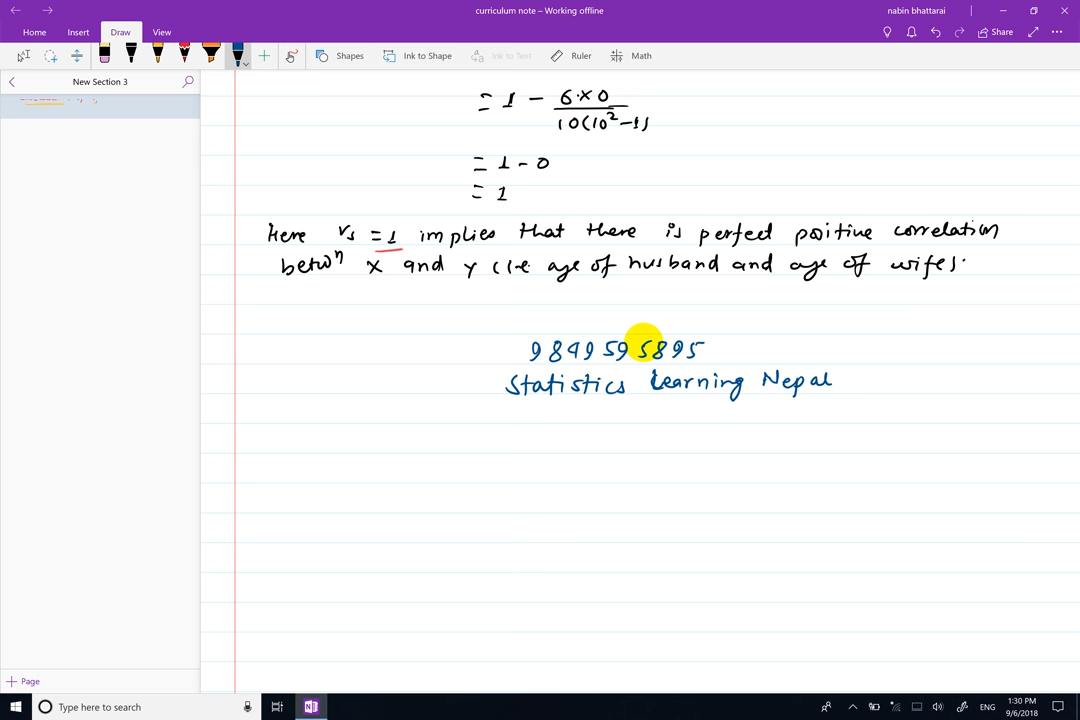 curriculum note – Working offline
nabin bhattarai
Home Insert Draw View
Share
Shapes Ink to Shape Ink to Text Ruler Math
New Section 3
= 1 - 6×0
10(10²-1)
= 1 - 0
= 1
Here rs = 1 implies that there is perfect positive correlation
betwⁿ x and y (i.e. age of husband and age of wifes.
9849595895
Statistics Learning Nepal
Page
Type here to search
ENG
1:30 PM
9/6/2018